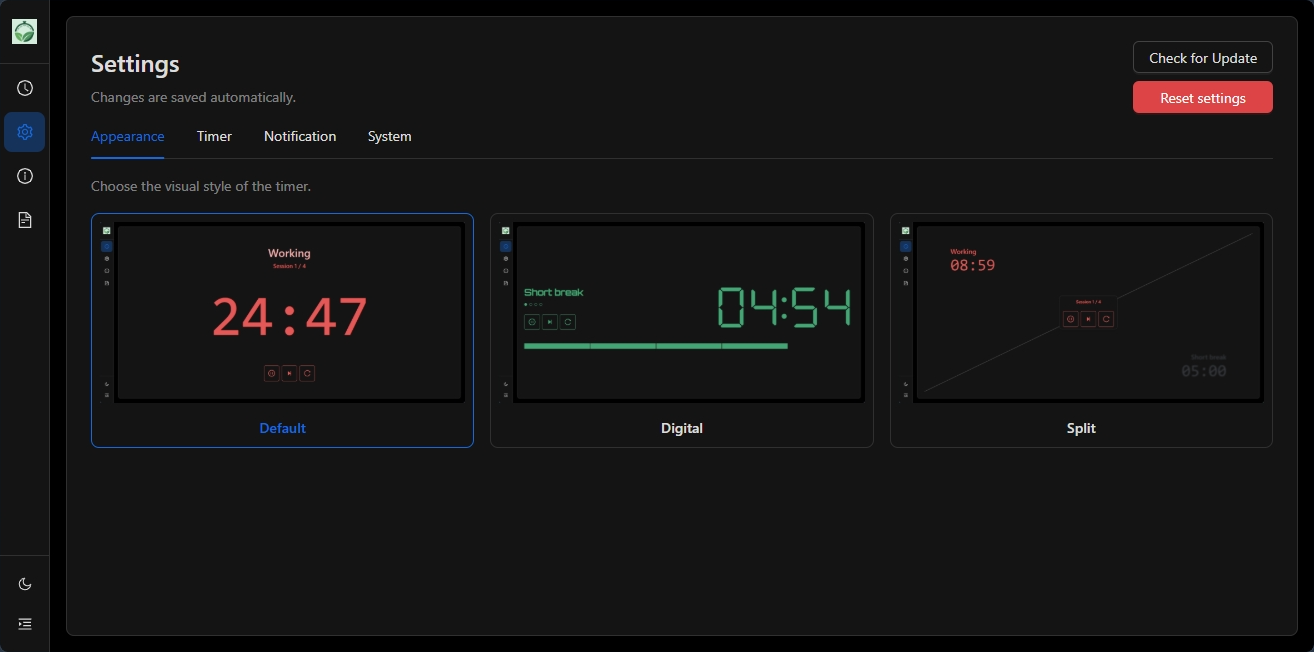 Settings
Check for Update
Changes are saved automatically.
Reset settings
Appearance
Timer
Notification
System
Choose the visual style of the timer.
Working
Session 1 / 4
24:47
Default
Short break
04:54
Digital
Working
08:59
Session 1 / 4
Short break
05:00
Split